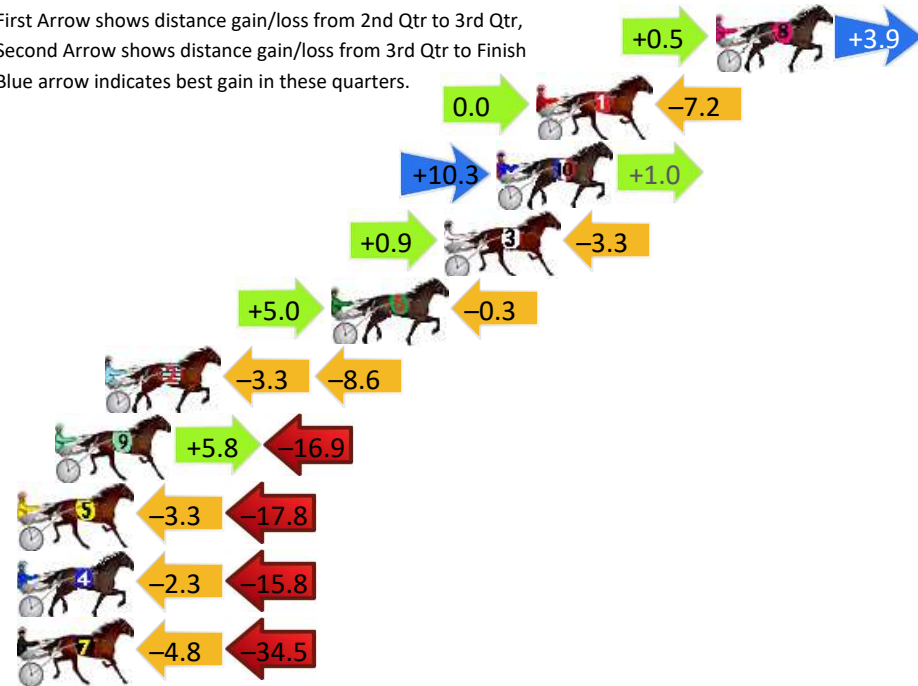 First Arrow shows distance gain/loss from 2nd Qtr to 3rd Qtr,
Second Arrow shows distance gain/loss from 3rd Qtr to Finish
Blue arrow indicates best gain in these quarters.
+0.5 8 +3.9
0.0 1 –7.2
+10.3 10 +1.0
+0.9 3 –3.3
+5.0 6 –0.3
2 –3.3 –8.6
9 +5.8 –16.9
5 –3.3 –17.8
4 –2.3 –15.8
7 –4.8 –34.5